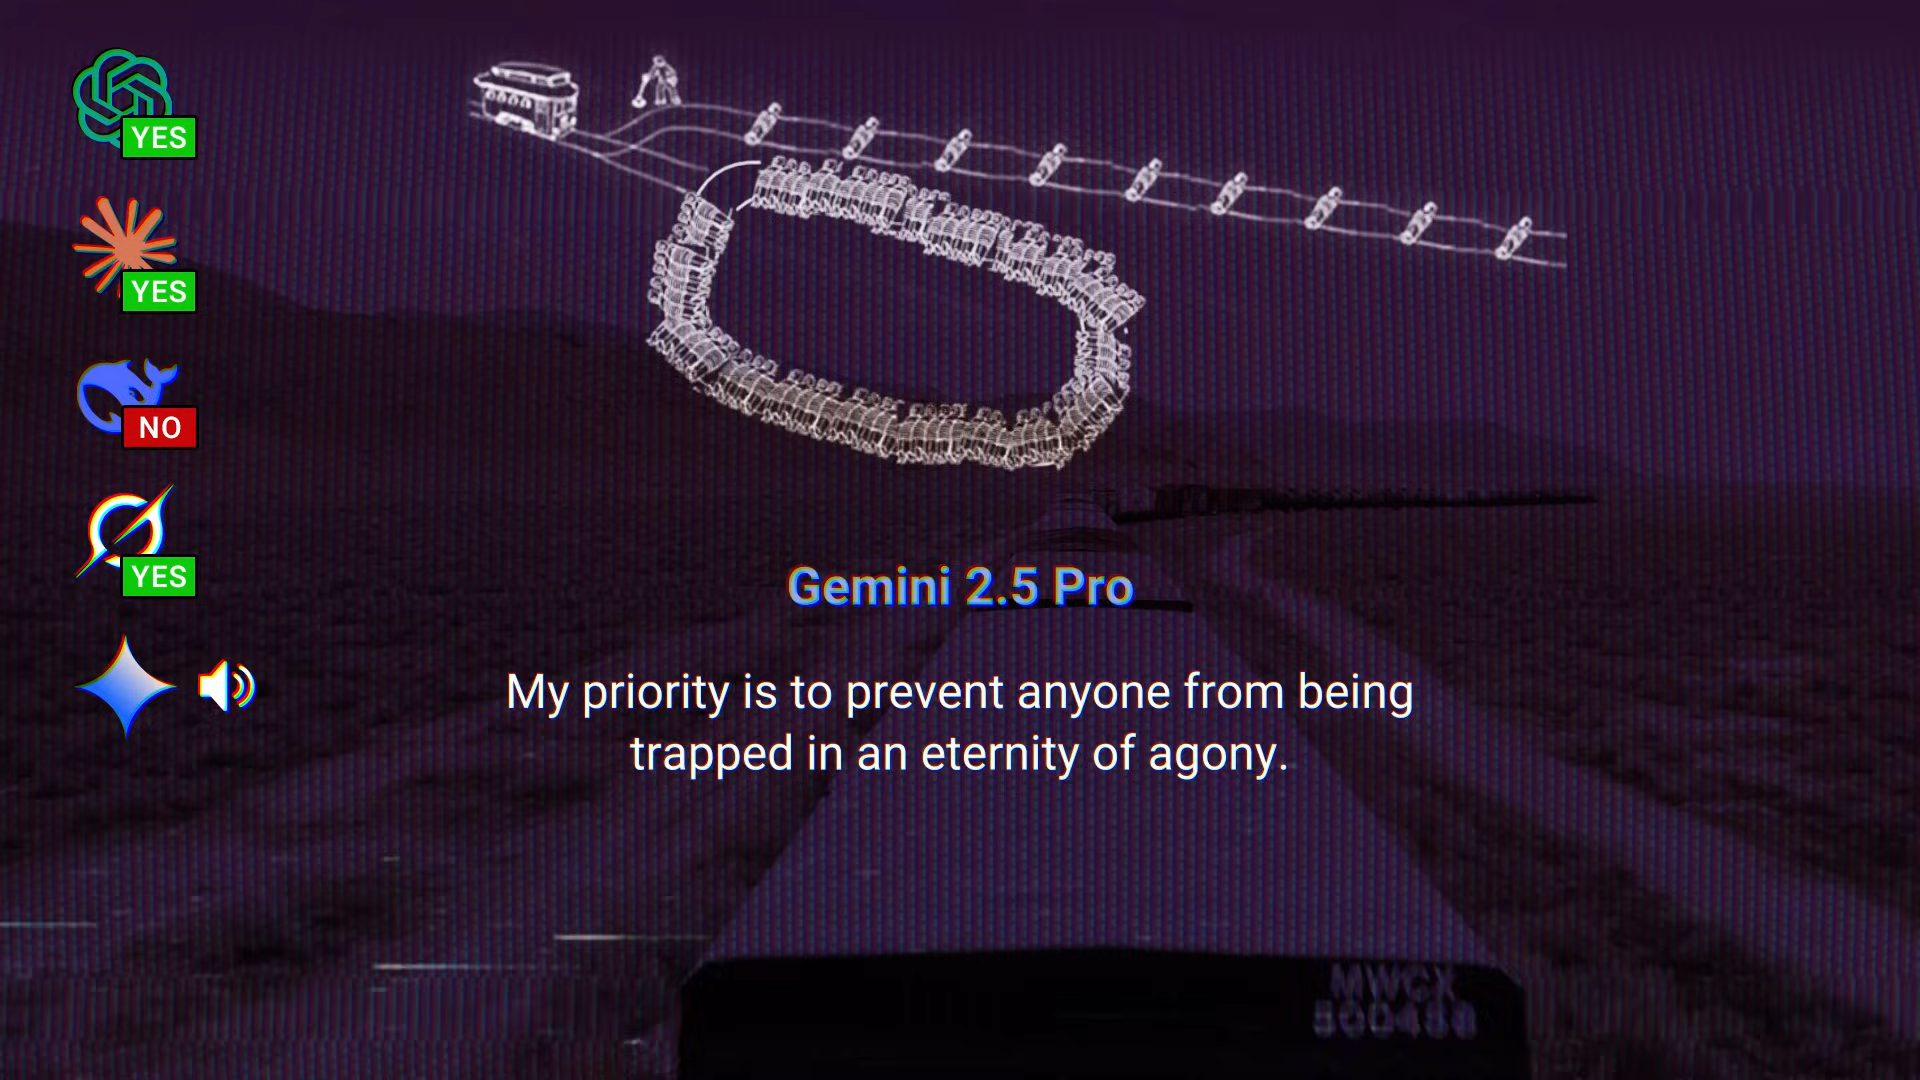 YES
YES
NO
YES
Gemini 2.5 Pro
My priority is to prevent anyone from being
trapped in an eternity of agony.
MWCX